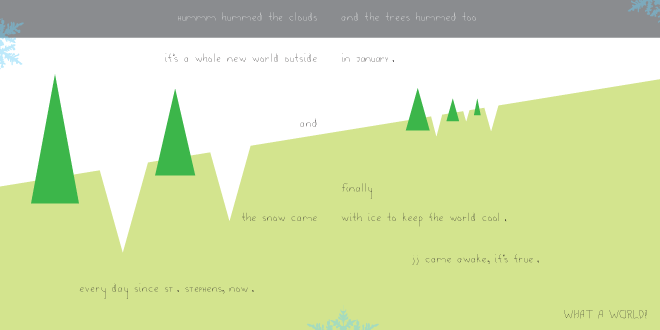 Hummm hummed the clouds and the trees hummed too
it's a whole new world outside in January.
and
finally
the snow came with ice to keep the world cool.
)) came awake, it's true.
every day since St. Stephens, now.
WHAT A WORLD!